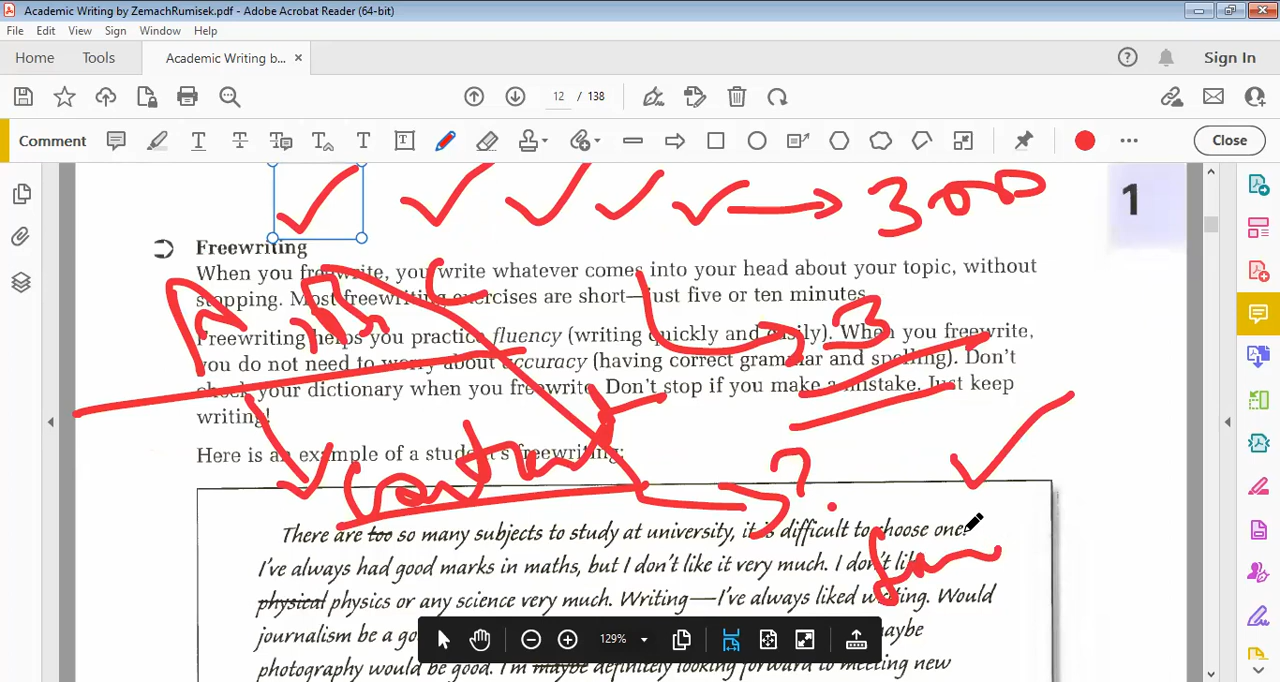 Academic Writing by ZemachRumisek.pdf - Adobe Acrobat Reader (64-bit)
File Edit View Sign Window Help
Home Tools Academic Writing b... × Sign In
12 / 138
Comment Close
300
1
Freewriting
When you freewrite, you write whatever comes into your head about your topic, without
stopping. Most freewriting exercises are short—just five or ten minutes.
Freewriting helps you practice fluency (writing quickly and easily). When you freewrite,
you do not need to worry about accuracy (having correct grammar and spelling). Don't
check your dictionary when you freewrite. Don't stop if you make a mistake. Just keep
writing!
3
Here is an example of a student's freewriting:
?
There are too so many subjects to study at university, it is difficult to choose one!
I've always had good marks in maths, but I don't like it very much. I don't like
physical physics or any science very much. Writing—I've always liked writing. Would
journalism be a maybe
129%
photography would be good. I'm maybe definitely looking forward to meeting new